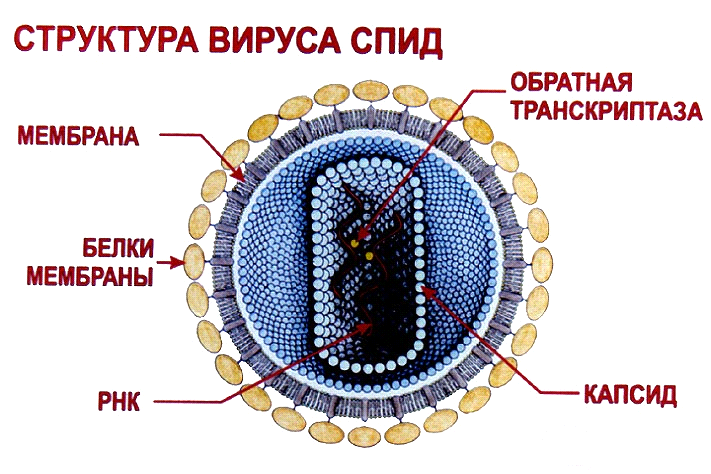 СТРУКТУРА ВИРУСА СПИД
ОБРАТНАЯ
ТРАНСКРИПТАЗА
МЕМБРАНА
БЕЛКИ
МЕМБРАНЫ
РНК
КАПСИД